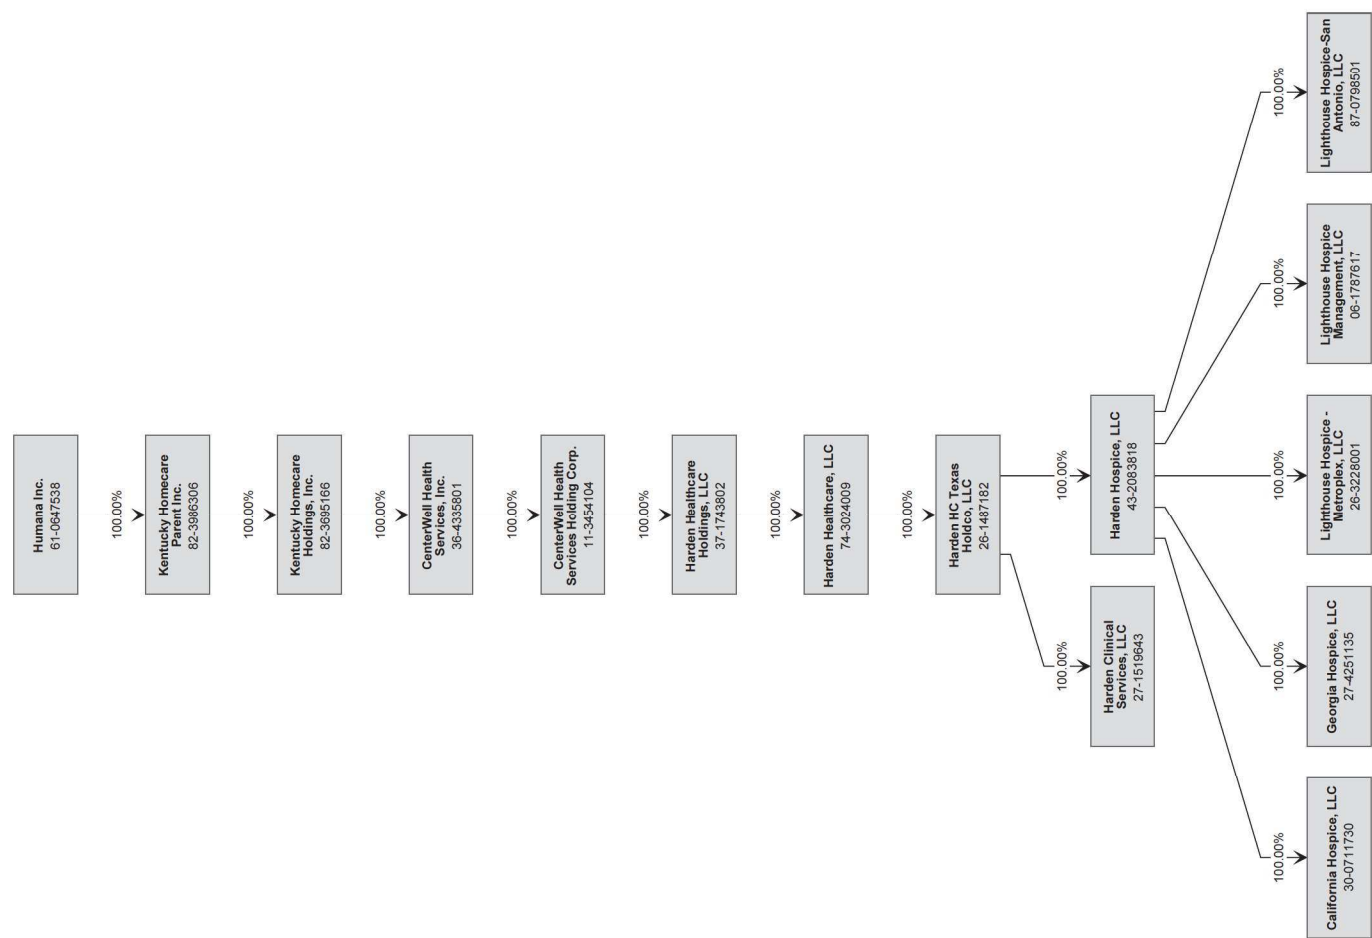 Humana Inc.
61-0647538
100.00%
Kentucky Homecare
Parent Inc.
82-3986306
100.00%
Kentucky Homecare
Holdings, Inc.
82-3695166
100.00%
CenterWell Health
Services, Inc.
36-4335801
100.00%
CenterWell Health
Services Holding Corp.
11-3454104
100.00%
Harden Healthcare
Holdings, LLC
37-1743802
100.00%
Harden Healthcare, LLC
74-3024009
100.00%
Harden HC Texas
Holdco, LLC
26-1487182
100.00%
100.00%
Harden Clinical
Services, LLC
27-1519643
Harden Hospice, LLC
43-2083818
100.00%
100.00%
100.00%
100.00%
100.00%
California Hospice, LLC
30-0711730
Georgia Hospice, LLC
27-4251135
Lighthouse Hospice -
Metroplex, LLC
26-3228001
Lighthouse Hospice
Management, LLC
06-1787617
Lighthouse Hospice-San
Antonio, LLC
87-0798501